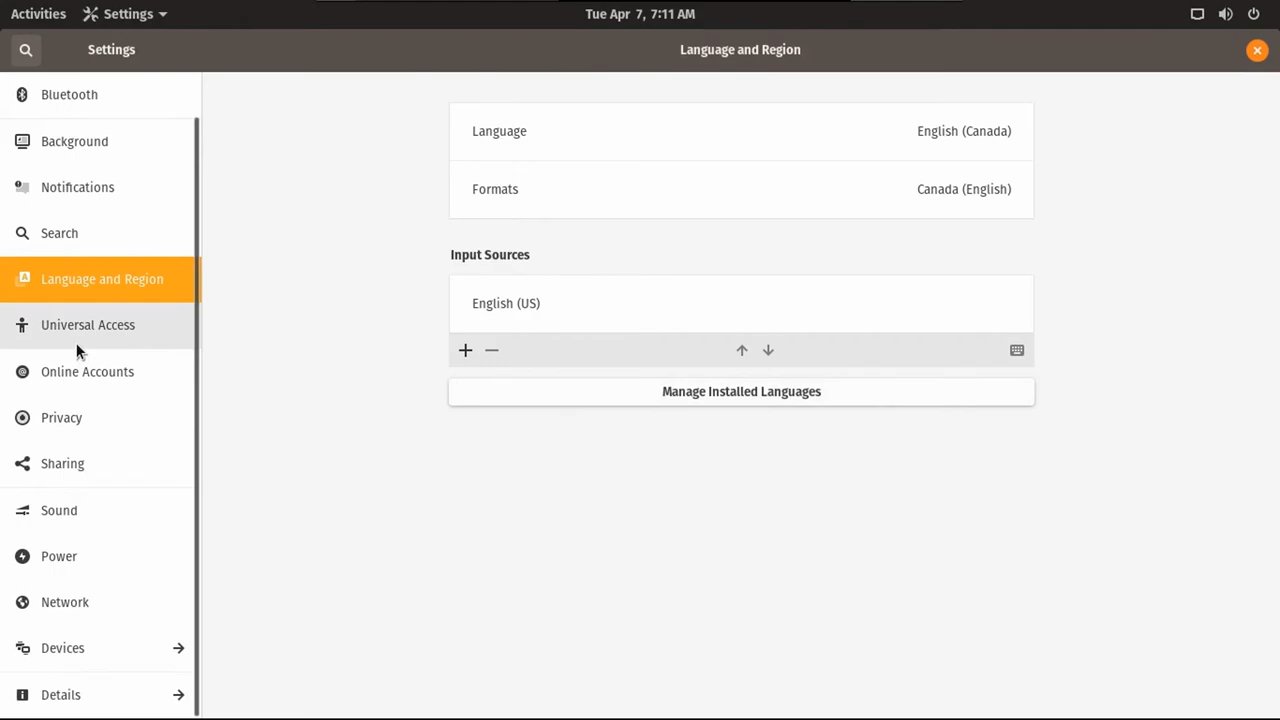 Activities
Settings
Tue Apr 7, 7:11 AM
Settings
Language and Region
Bluetooth
Background
Notifications
Search
Language and Region
Universal Access
Online Accounts
Privacy
Sharing
Sound
Power
Network
Devices
Details
Language English (Canada)
Formats Canada (English)
Input Sources
English (US)
Manage Installed Languages